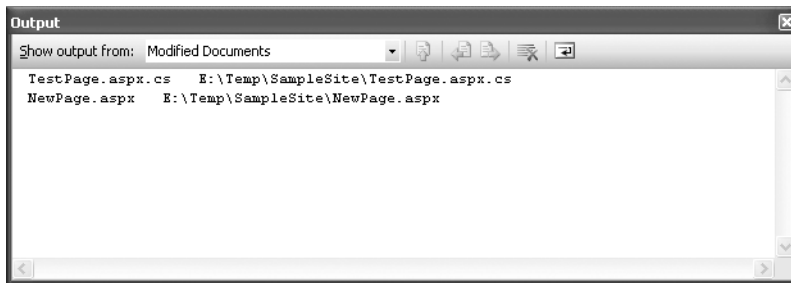 Output
Show output from: Modified Documents
TestPage.aspx.cs E:\Temp\SampleSite\TestPage.aspx.cs
NewPage.aspx E:\Temp\SampleSite\NewPage.aspx